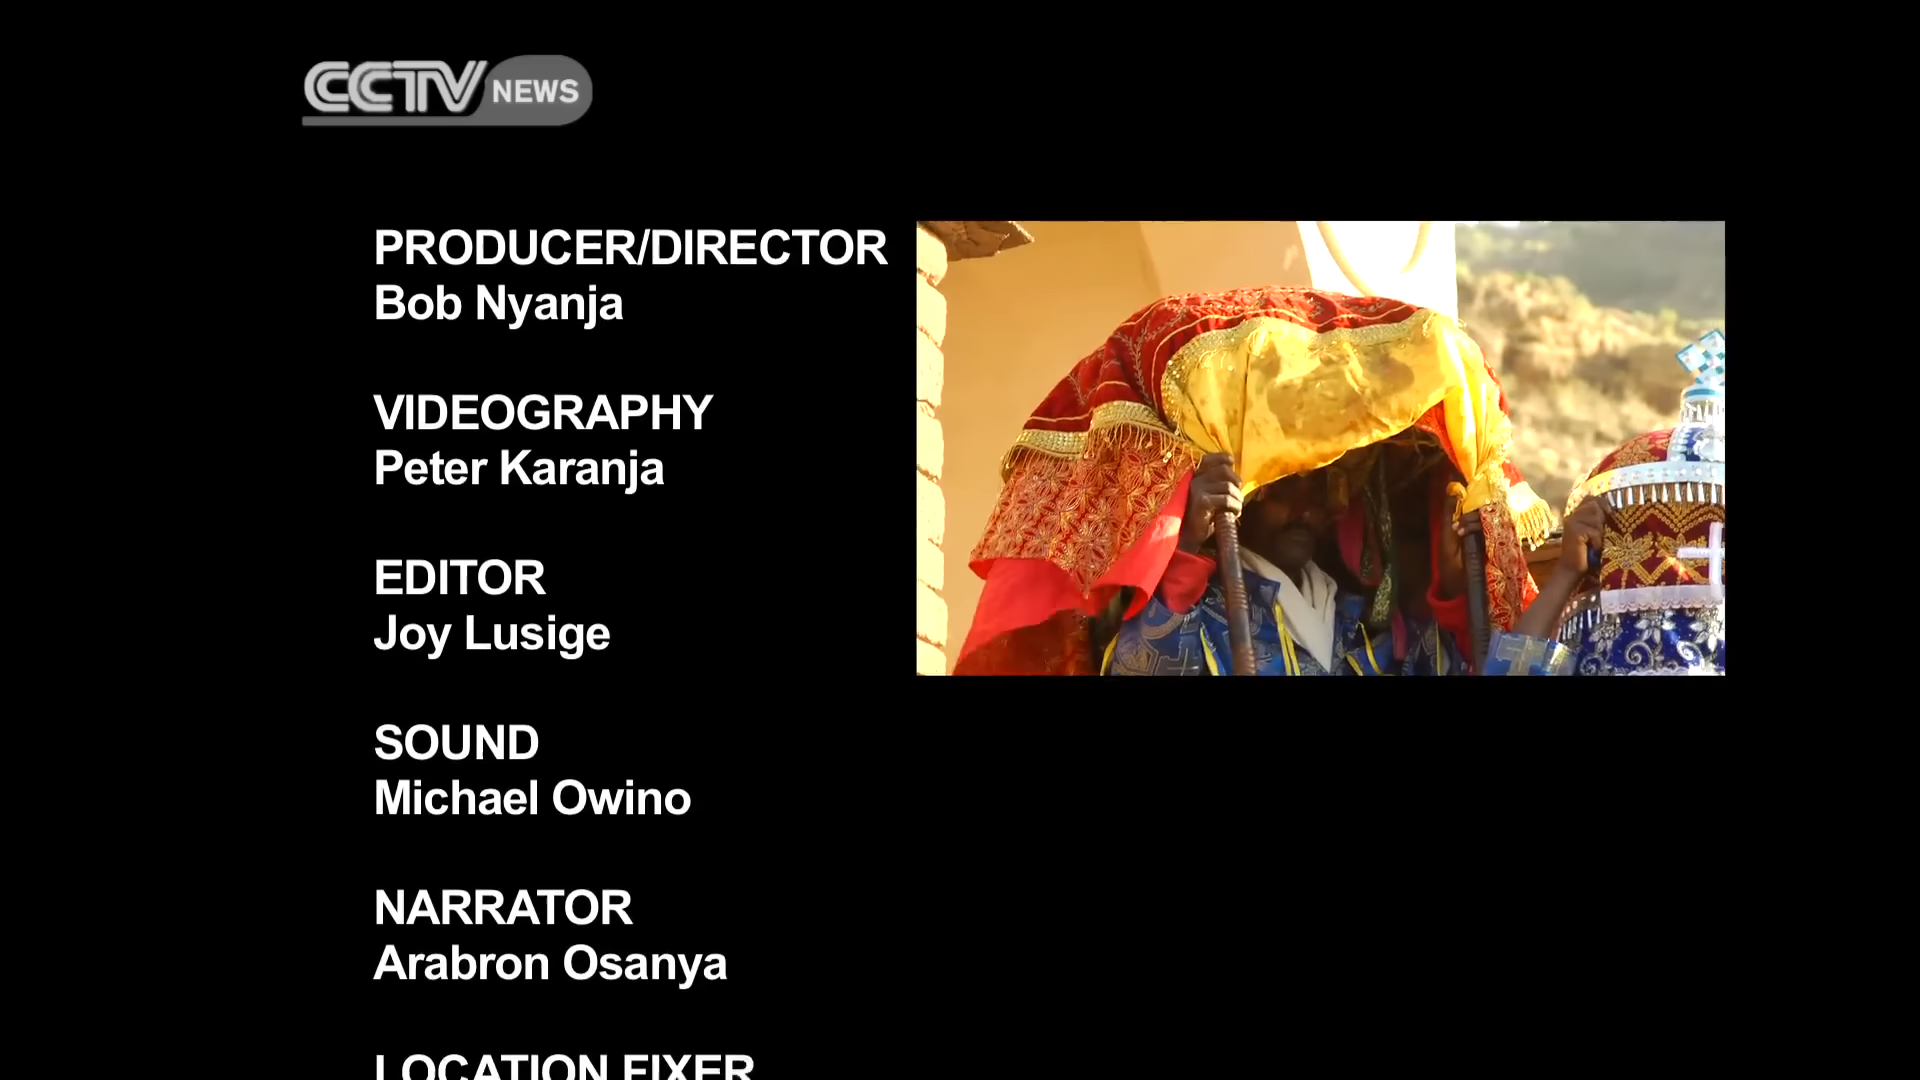 CCTV NEWS
PRODUCER/DIRECTOR
Bob Nyanja
VIDEOGRAPHY
Peter Karanja
EDITOR
Joy Lusige
SOUND
Michael Owino
NARRATOR
Arabron Osanya
LOCATION FIXER